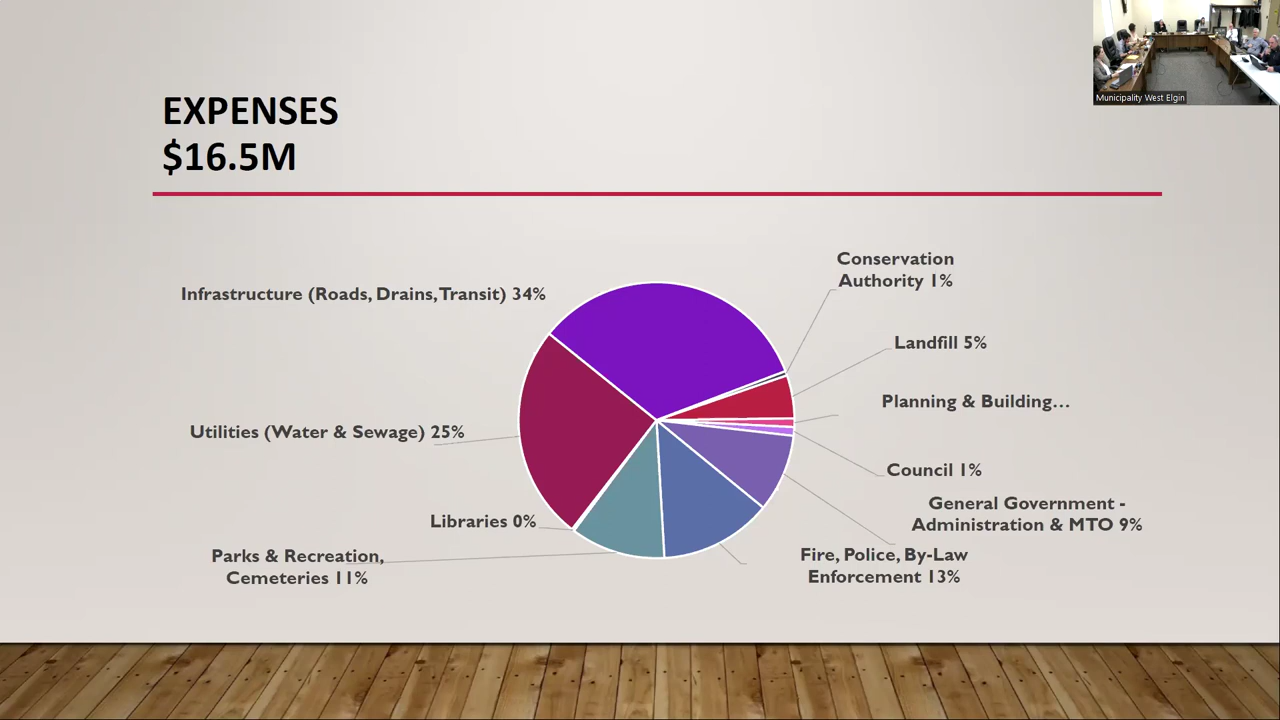 EXPENSES
$16.5M
Municipality West Elgin
Conservation
Authority 1%
Infrastructure (Roads, Drains, Transit) 34%
Landfill 5%
Planning & Building…
Utilities (Water & Sewage) 25%
Council 1%
General Government -
Administration & MTO 9%
Libraries 0%
Parks & Recreation,
Cemeteries 11%
Fire, Police, By-Law
Enforcement 13%